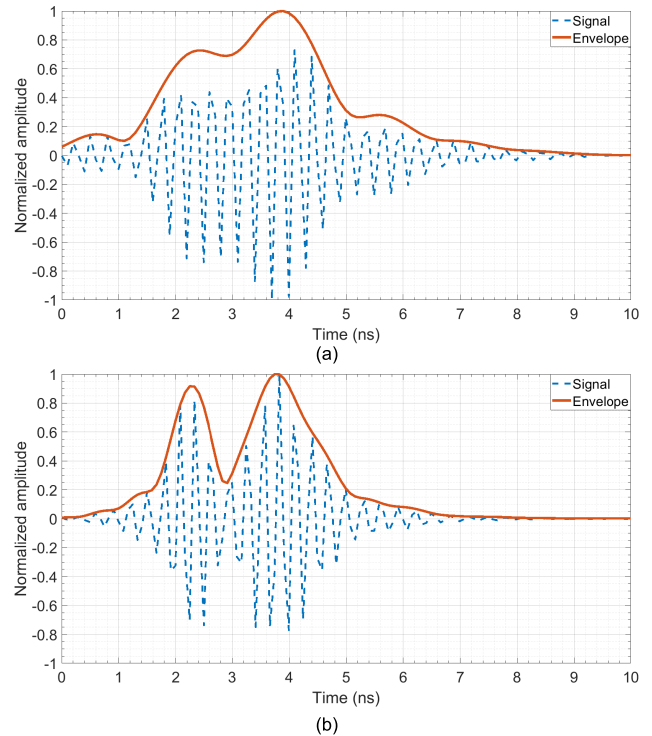 1
0.8
0.6
0.4
0.2
0
-0.2
-0.4
-0.6
-0.8
-1
Normalized amplitude
Signal
Envelope
0 1 2 3 4 5 6 7 8 9 10
Time (ns)
(a)
1
0.8
0.6
0.4
0.2
0
-0.2
-0.4
-0.6
-0.8
-1
Normalized amplitude
Signal
Envelope
0 1 2 3 4 5 6 7 8 9 10
Time (ns)
(b)